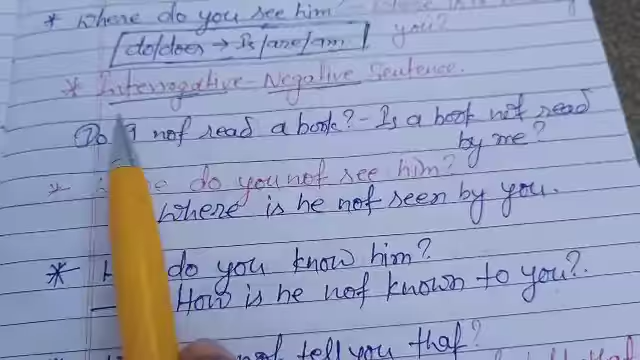 * Where do you see him
[do/does → Is/are/am] you?
* Interrogative - Negative Sentence.
Do I not read a book? - Is a book not read
by me?
* do you not see him?
Where is he not seen by you.
* do you know him?
How is he not known to you?
not tell you that?